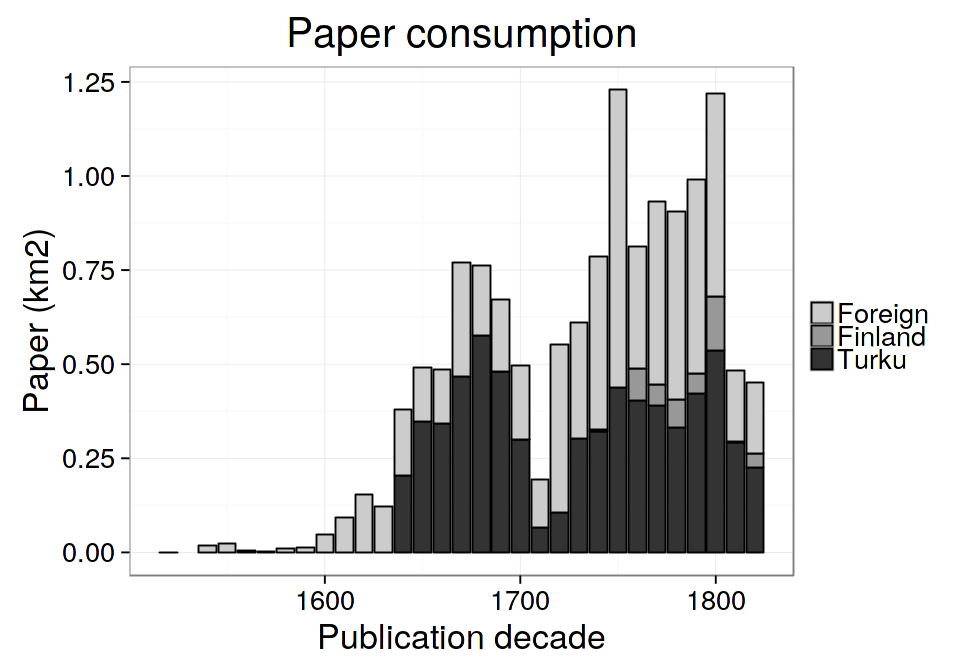 Paper consumption
1.25
1.00
0.75
0.50
0.25
0.00
Paper (km2)
1600 1700 1800
Publication decade
Foreign
Finland
Turku